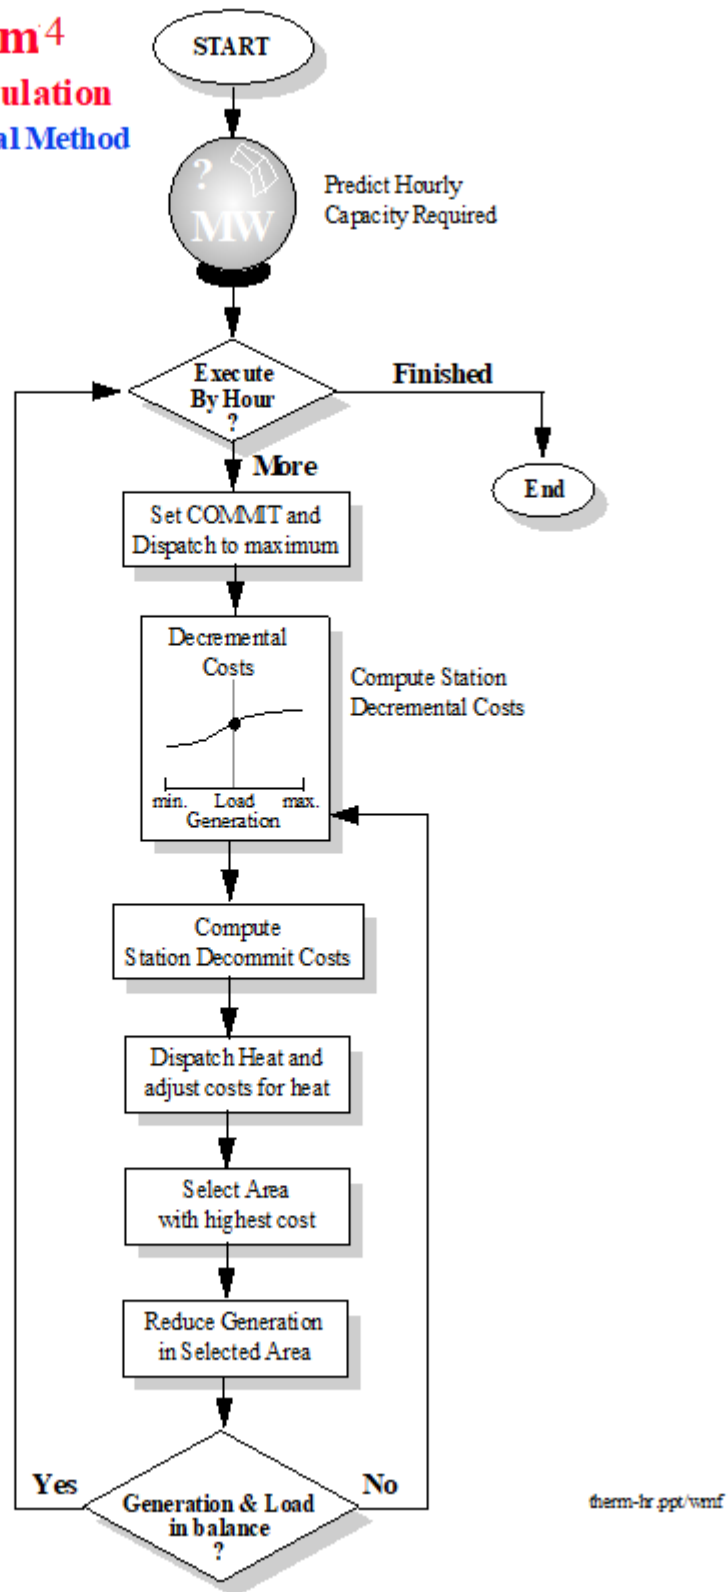 m4
ulation
al Method
START
?
MW
Predict Hourly
Capacity Required
Execute
By Hour
?
Finished
More
End
Set COMMIT and
Dispatch to maximum
Decremental
Costs
min. Load max.
Generation
Compute Station
Decremental Costs
Compute
Station Decommit Costs
Dispatch Heat and
adjust costs for heat
Select Area
with highest cost
Reduce Generation
in Selected Area
Yes
No
Generation & Load
in balance
?
therm-hr.ppt/wmf